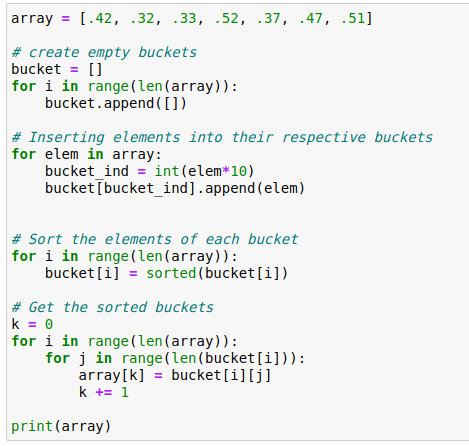 array = [.42, .32, .33, .52, .37, .47, .51]

# create empty buckets
bucket = []
for i in range(len(array)):
    bucket.append([])

# Inserting elements into their respective buckets
for elem in array:
    bucket_ind = int(elem*10)
    bucket[bucket_ind].append(elem)


# Sort the elements of each bucket
for i in range(len(array)):
    bucket[i] = sorted(bucket[i])

# Get the sorted buckets
k = 0
for i in range(len(array)):
    for j in range(len(bucket[i])):
        array[k] = bucket[i][j]
        k += 1

print(array)